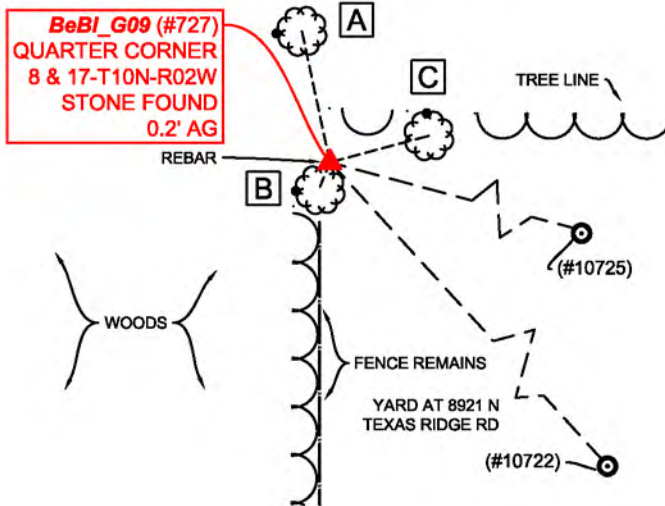 BeBI_G09 (#727)
QUARTER CORNER
8 & 17-T10N-R02W
STONE FOUND
0.2' AG
A
C
TREE LINE
REBAR
B
(#10725)
WOODS
FENCE REMAINS
YARD AT 8921 N
TEXAS RIDGE RD
(#10722)